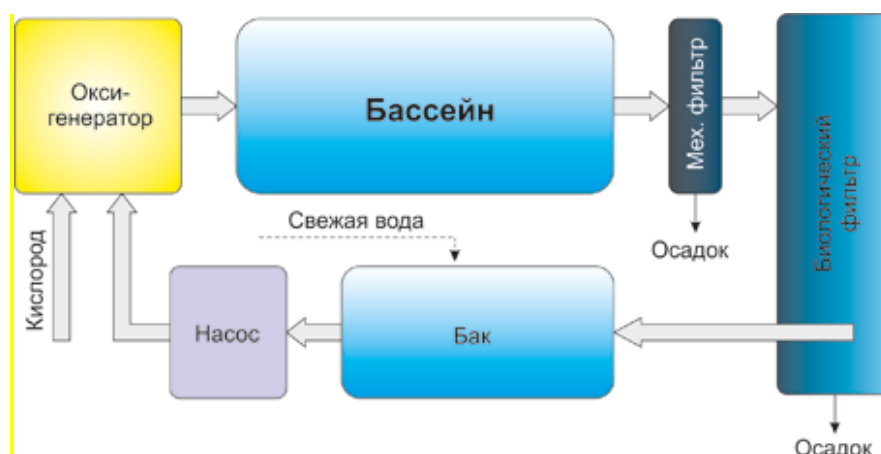 Окси-
генератор
Бассейн
Мех. фильтр
Биологический
фильтр
Свежая вода
Осадок
Кислород
Насос
Бак
Осадок